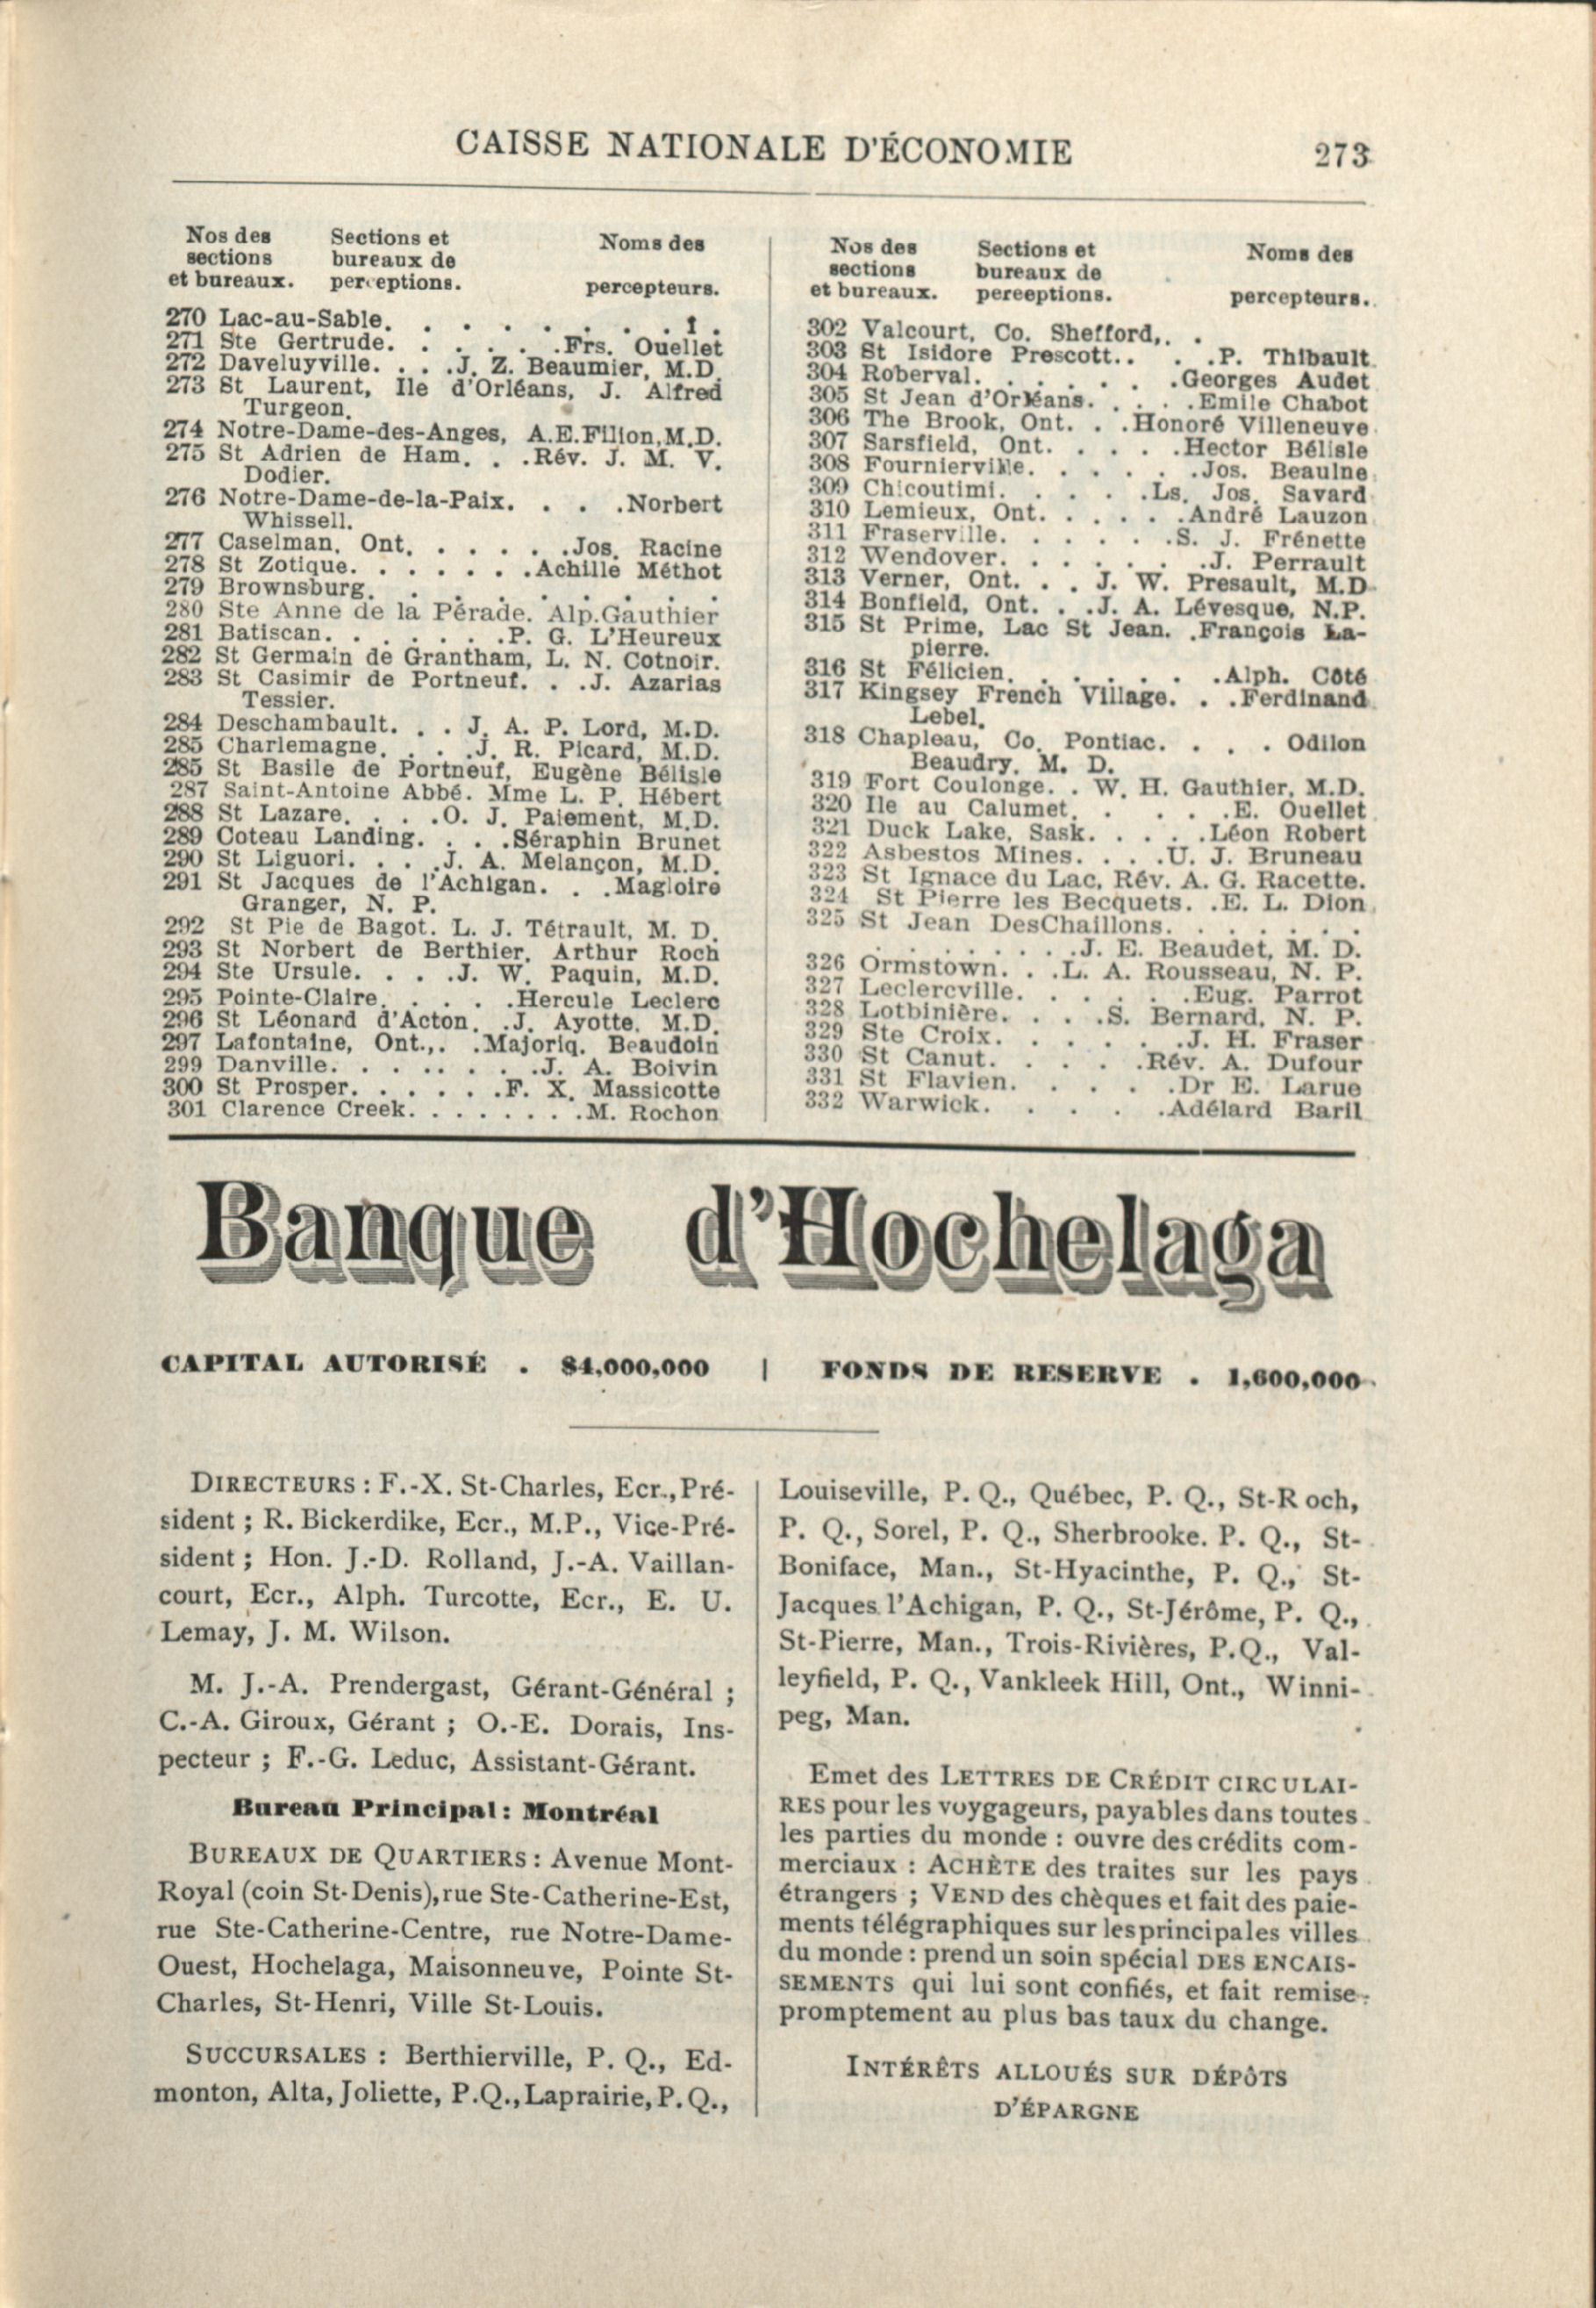 CAISSE NATIONALE D'ÉCONOMIE 273
Nos des Sections et Noms des
sections bureaux de
et bureaux. perceptions. percepteurs.
270 Lac-au-Sable. . . . . . . . . 1 .
271 Ste Gertrude. . . . . .Frs. Ouellet
272 Daveluyville. . . .J. Z. Beaumier, M.D
273 St Laurent, Ile d'Orléans, J. Alfred
Turgeon.
274 Notre-Dame-des-Anges, A.E.Filion,M.D.
275 St Adrien de Ham. . .Rév. J. M. V.
Dodier.
276 Notre-Dame-de-la-Paix. . . .Norbert
Whissell.
277 Caselman, Ont. . . . . .Jos. Racine
278 St Zotique. . . . . . .Achille Méthot
279 Brownsburg. . . . . . . .
280 Ste Anne de la Pérade. Alp.Gauthier
281 Batiscan. . . . . . .P. G. L'Heureux
282 St Germain de Grantham, L. N. Cotnoir.
283 St Casimir de Portneuf. . .J. Azarias
Tessier.
284 Deschambault. . . J. A. P. Lord, M.D.
285 Charlemagne. . . .J. R. Picard, M.D.
285 St Basile de Portneuf, Eugène Bélisle
287 Saint-Antoine Abbé. Mme L. P. Hébert
288 St Lazare. . . .O. J. Paiement, M.D.
289 Coteau Landing. . . .Séraphin Brunet
290 St Liguori. . . .J. A. Melançon, M.D.
291 St Jacques de l'Achigan. . .Magloire
Granger, N. P.
292 St Pie de Bagot. L. J. Tétrault, M. D.
293 St Norbert de Berthier, Arthur Roch
294 Ste Ursule. . . .J. W. Paquin, M.D.
295 Pointe-Claire. . . . .Hercule Leclerc
296 St Léonard d'Acton. .J. Ayotte, M.D.
297 Lafontaine, Ont.,. .Majoriq. Beaudoin
299 Danville. . . . . . . .J. A. Boivin
300 St Prosper. . . . . .F. X. Massicotte
301 Clarence Creek. . . . . . . .M. Rochon
Nos des Sections et Noms des
sections bureaux de
et bureaux. pereeptions. percepteurs.
302 Valcourt, Co. Shefford,. .
303 St Isidore Prescott.. . .P. Thibault
304 Roberval. . . . . . .Georges Audet
305 St Jean d'Orléans. . . . .Emile Chabot
306 The Brook, Ont. . .Honoré Villeneuve
307 Sarsfield, Ont. . . . .Hector Bélisle
308 Fournierville. . . . . .Jos. Beaulne
309 Chicoutimi. . . . .Ls. Jos. Savard
310 Lemieux, Ont. . . . . .André Lauzon
311 Fraserville. . . . . . .S. J. Frénette
312 Wendover. . . . . . .J. Perrault
313 Verner, Ont. . . J. W. Presault, M.D
314 Bonfield, Ont. . .J. A. Lévesque, N.P.
315 St Prime, Lac St Jean. .François La-
pierre.
316 St Félicien. . . . . . .Alph. Côté
317 Kingsey French Village. . .Ferdinand
Lebel.
318 Chapleau, Co. Pontiac. . . . Odilon
Beaudry, M. D.
319 Fort Coulonge. . W. H. Gauthier, M.D.
320 Ile au Calumet. . . . .E. Ouellet
321 Duck Lake, Sask. . . . .Léon Robert
322 Asbestos Mines. . . .U. J. Bruneau
323 St Ignace du Lac, Rév. A. G. Racette.
324 St Pierre les Becquets. .E. L. Dion
325 St Jean DesChaillons. . . . . .
. . . . . . .J. E. Beaudet, M. D.
326 Ormstown. . .L. A. Rousseau, N. P.
327 Leclercville. . . . . .Eug. Parrot
328 Lotbinière. . . .S. Bernard, N. P.
329 Ste Croix. . . . . . .J. H. Fraser
330 St Canut. . . . . .Rév. A. Dufour
331 St Flavien. . . . . .Dr E. Larue
332 Warwick. . . . . .Adélard Baril
Banque d'Hochelaga
CAPITAL AUTORISÉ . $4,000,000 | FONDS DE RESERVE . 1,600,000
DIRECTEURS : F.-X. St-Charles, Ecr., Pré-
sident ; R. Bickerdike, Ecr., M.P., Vice-Pré-
sident ; Hon. J.-D. Rolland, J.-A. Vaillan-
court, Ecr., Alph. Turcotte, Ecr., E. U.
Lemay, J. M. Wilson.
M. J.-A. Prendergast, Gérant-Général ;
C.-A. Giroux, Gérant ; O.-E. Dorais, Ins-
pecteur ; F.-G. Leduc, Assistant-Gérant.
Bureau Principal : Montréal
BUREAUX DE QUARTIERS : Avenue Mont-
Royal (coin St-Denis), rue Ste-Catherine-Est,
rue Ste-Catherine-Centre, rue Notre-Dame-
Ouest, Hochelaga, Maisonneuve, Pointe St-
Charles, St-Henri, Ville St-Louis.
SUCCURSALES : Berthierville, P. Q., Ed-
monton, Alta, Joliette, P.Q., Laprairie, P. Q.,
Louiseville, P. Q., Québec, P. Q., St-Roch,
P. Q., Sorel, P. Q., Sherbrooke. P. Q., St-
Boniface, Man., St-Hyacinthe, P. Q., St-
Jacques l'Achigan, P. Q., St-Jérôme, P. Q.,
St-Pierre, Man., Trois-Rivières, P.Q., Val-
leyfield, P. Q., Vankleek Hill, Ont., Winni-
peg, Man.
Emet des LETTRES DE CRÉDIT CIRCULAI-
RES pour les voygageurs, payables dans toutes
les parties du monde : ouvre des crédits com-
merciaux : ACHÈTE des traites sur les pays
étrangers ; VEND des chèques et fait des paie-
ments télégraphiques sur lesprincipales villes
du monde : prend un soin spécial DES ENCAIS-
SEMENTS qui lui sont confiés, et fait remise
promptement au plus bas taux du change.
INTÉRÊTS ALLOUÉS SUR DÉPÔTS
D'ÉPARGNE